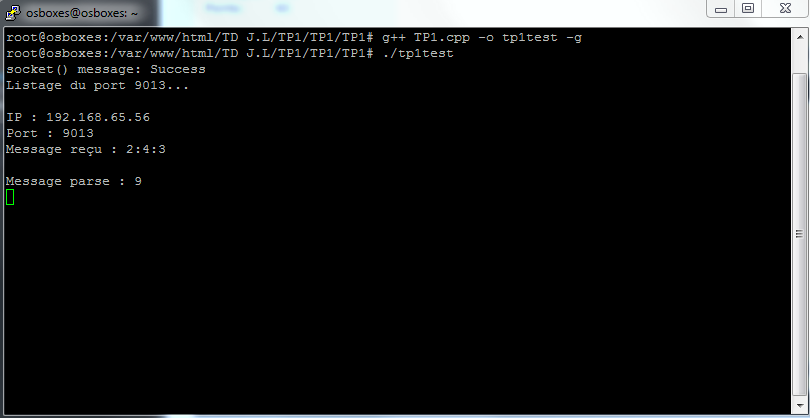 osboxes@osboxes: ~
root@osboxes:/var/www/html/TD J.L/TP1/TP1/TP1# g++ TP1.cpp -o tp1test -g
root@osboxes:/var/www/html/TD J.L/TP1/TP1/TP1# ./tp1test
socket() message: Success
Listage du port 9013...
IP : 192.168.65.56
Port : 9013
Message reçu : 2:4:3
Message parse : 9